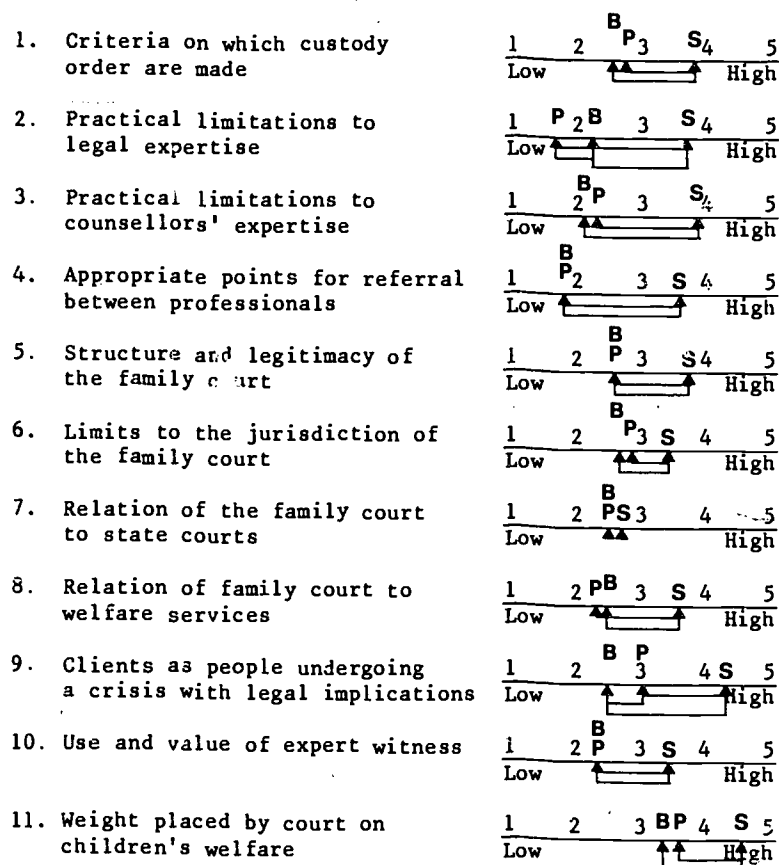 B
1. Criteria on which custody 1 2 P 3 S 4 5
order are made Low High
2. Practical limitations to 1 P 2 B 3 S 4 5
legal expertise Low High
B
3. Practical limitations to 1 2 P 3 S 4 5
counsellors' expertise Low High
B
4. Appropriate points for referral 1 P 2 3 S 4 5
between professionals Low High
B
5. Structure and legitimacy of 1 2 P 3 S 4 5
the family c urt Low High
B
6. Limits to the jurisdiction of 1 2 P 3 S 4 5
the family court Low High
B
7. Relation of the family court 1 2 P S 3 4 5
to state courts Low High
8. Relation of family court to 1 2 P B 3 S 4 5
welfare services Low High
B P
9. Clients as people undergoing 1 2 3 4 S 5
a crisis with legal implications Low High
B
10. Use and value of expert witness 1 2 P 3 S 4 5
Low High
11. Weight placed by court on 1 2 3 B P 4 S 5
children's welfare Low High